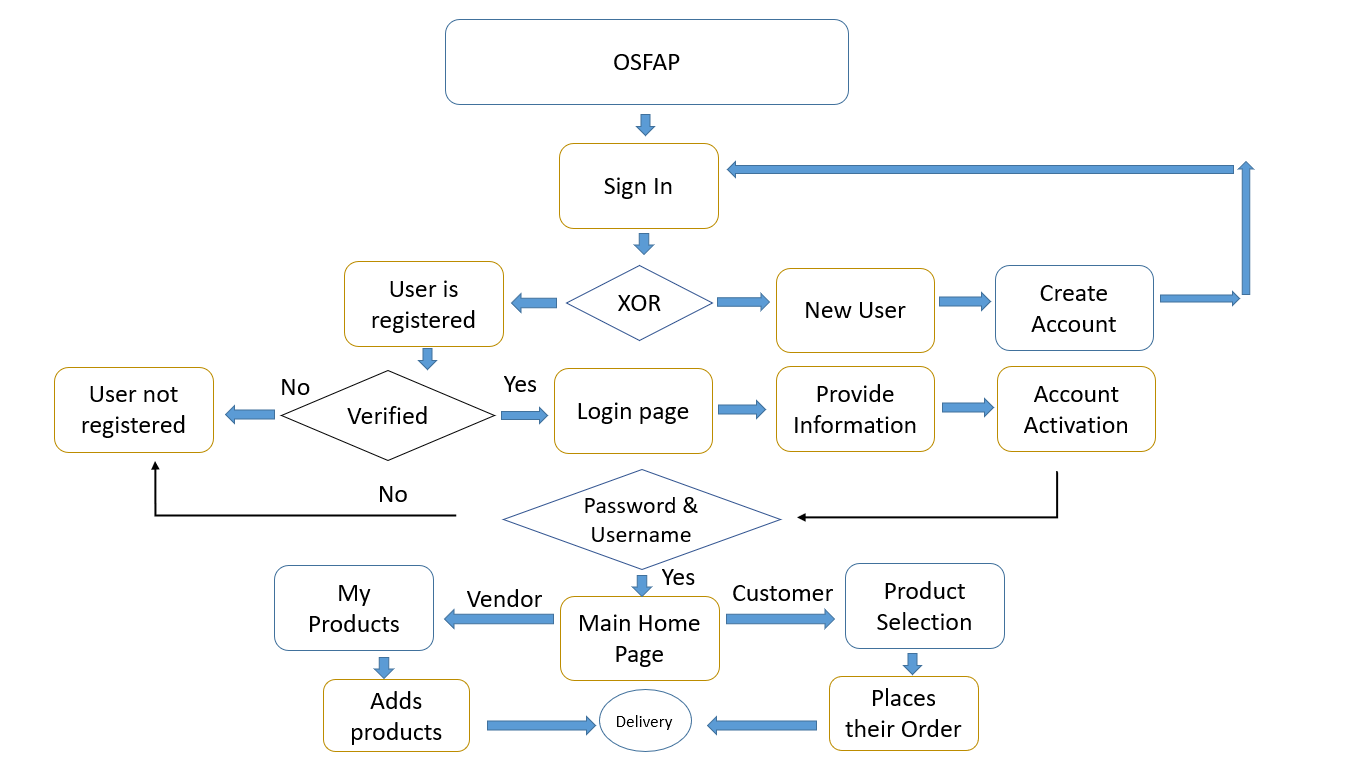 OSFAP
Sign In
User is
registered
XOR
New User
Create
Account
User not
registered
No
Verified
Yes
Login page
Provide
Information
Account
Activation
No
Password &
Username
Yes
My
Products
Vendor
Main Home
Page
Customer
Product
Selection
Adds
products
Delivery
Places
their Order